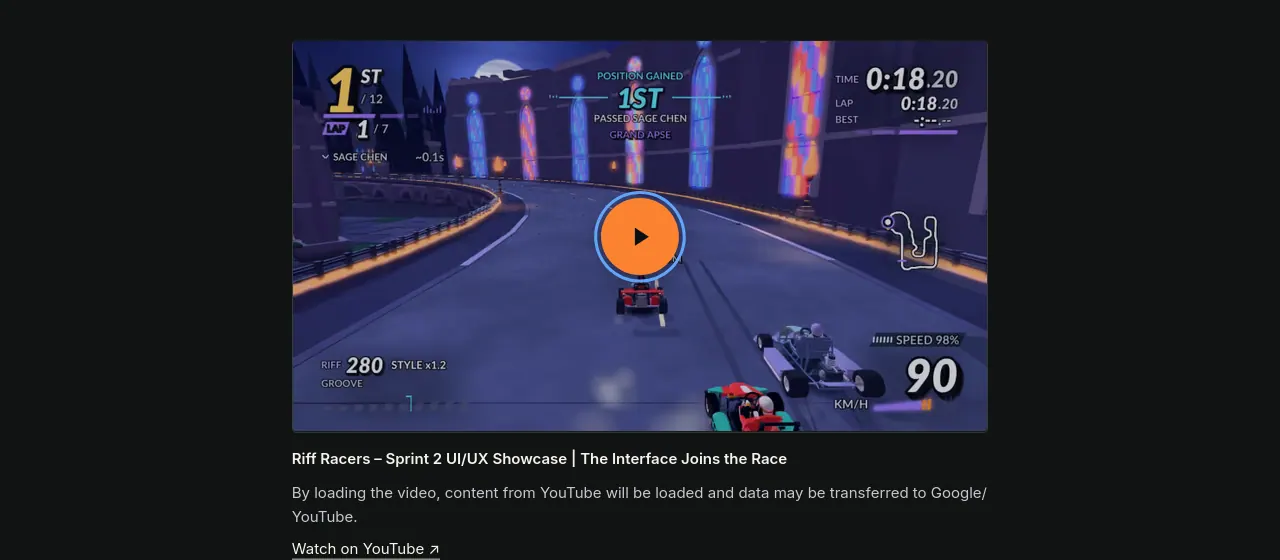 1ST / 12
LAP 1 / 7
SAGE CHEN ~0.1s
POSITION GAINED
1ST
PASSED SAGE CHEN
GRAND APSE
TIME 0:18.20
LAP 0:18.20
BEST -:--.--
RIFF 280 STYLE x1.2
GROOVE
SPEED 98%
90
KM/H
Riff Racers – Sprint 2 UI/UX Showcase | The Interface Joins the Race
By loading the video, content from YouTube will be loaded and data may be transferred to Google/
YouTube.
Watch on YouTube ↗